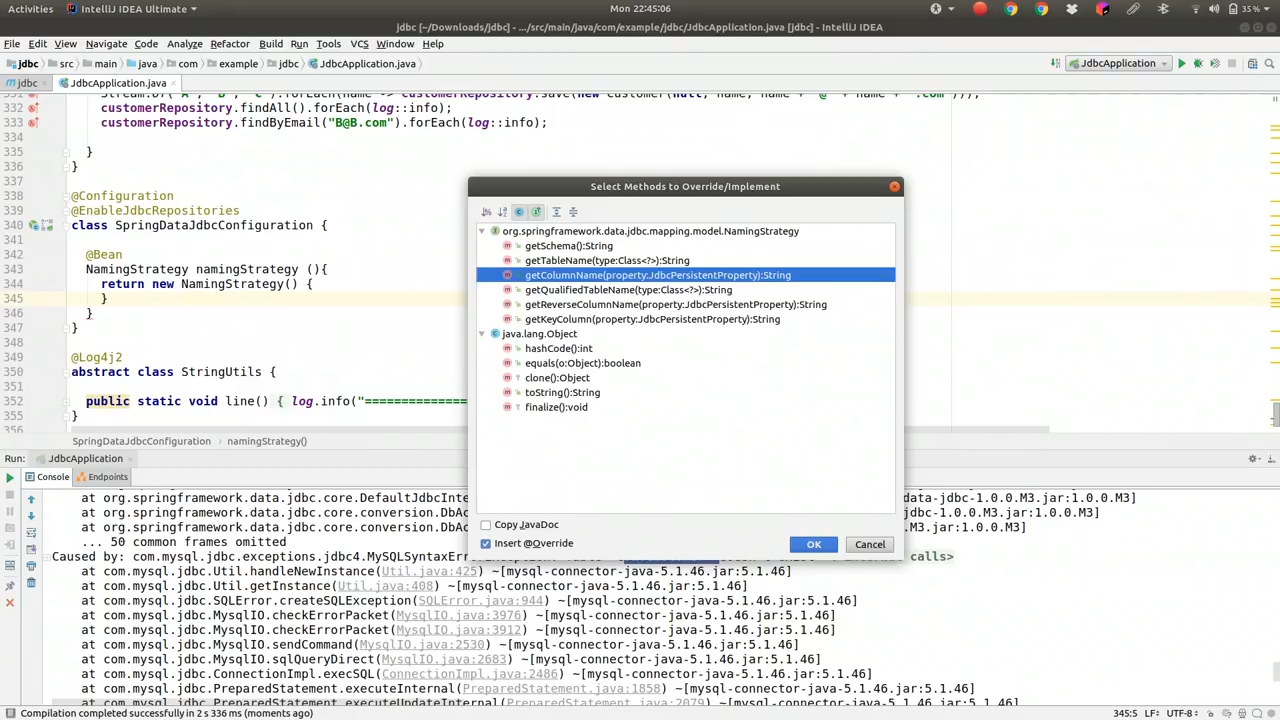 Activities IntelliJ IDEA Ultimate Mon 22:45:06 35 %
jdbc [~/Downloads/jdbc] - .../src/main/java/com/example/jdbc/JdbcApplication.java [jdbc] - IntelliJ IDEA
File Edit View Navigate Code Analyze Refactor Build Run Tools VCS Window Help
jdbc src main java com example jdbc JdbcApplication.java JdbcApplication
jdbc JdbcApplication.java
332 customerRepository.findAll().forEach(log::info);
333 customerRepository.findByEmail("B@B.com").forEach(log::info);
334
335 }
336 }
337
338 @Configuration
339 @EnableJdbcRepositories
340 class SpringDataJdbcConfiguration {
341
342 @Bean
343 NamingStrategy namingStrategy (){
344 return new NamingStrategy() {
345 }
346 }
347 }
348
349 @Log4j2
350 abstract class StringUtils {
351
352 public static void line() { log.info("==================
355 }
356
SpringDataJdbcConfiguration namingStrategy()
Select Methods to Override/Implement
org.springframework.data.jdbc.mapping.model.NamingStrategy
getSchema():String
getTableName(type:Class<?>):String
getColumnName(property:JdbcPersistentProperty):String
getQualifiedTableName(type:Class<?>):String
getReverseColumnName(property:JdbcPersistentProperty):String
getKeyColumn(property:JdbcPersistentProperty):String
java.lang.Object
hashCode():int
equals(o:Object):boolean
clone():Object
toString():String
finalize():void
Copy JavaDoc
Insert @Override
OK Cancel
Run: JdbcApplication
Console Endpoints
at org.springframework.data.jdbc.core.DefaultJdbcInte data-jdbc-1.0.0.M3.jar:1.0.0.M3]
at org.springframework.data.jdbc.core.conversion.DbAc -jdbc-1.0.0.M3.jar:1.0.0.M3]
at org.springframework.data.jdbc.core.conversion.DbAc c-1.0.0.M3.jar:1.0.0.M3]
... 50 common frames omitted
Caused by: com.mysql.jdbc.exceptions.jdbc4.MySQLSyntaxErr calls>
at com.mysql.jdbc.Util.handleNewInstance(Util.java:425) ~[mysql-connector-java-5.1.46.jar:5.1.46]
at com.mysql.jdbc.Util.getInstance(Util.java:408) ~[mysql-connector-java-5.1.46.jar:5.1.46]
at com.mysql.jdbc.SQLError.createSQLException(SQLError.java:944) ~[mysql-connector-java-5.1.46.jar:5.1.46]
at com.mysql.jdbc.MysqlIO.checkErrorPacket(MysqlIO.java:3976) ~[mysql-connector-java-5.1.46.jar:5.1.46]
at com.mysql.jdbc.MysqlIO.checkErrorPacket(MysqlIO.java:3912) ~[mysql-connector-java-5.1.46.jar:5.1.46]
at com.mysql.jdbc.MysqlIO.sendCommand(MysqlIO.java:2530) ~[mysql-connector-java-5.1.46.jar:5.1.46]
at com.mysql.jdbc.MysqlIO.sqlQueryDirect(MysqlIO.java:2683) ~[mysql-connector-java-5.1.46.jar:5.1.46]
at com.mysql.jdbc.ConnectionImpl.execSQL(ConnectionImpl.java:2486) ~[mysql-connector-java-5.1.46.jar:5.1.46]
at com.mysql.jdbc.PreparedStatement.executeInternal(PreparedStatement.java:1858) ~[mysql-connector-java-5.1.46.jar:5.1.46]
Compilation completed successfully in 2 s 336 ms (moments ago) 345:5 LF: UTF-8: